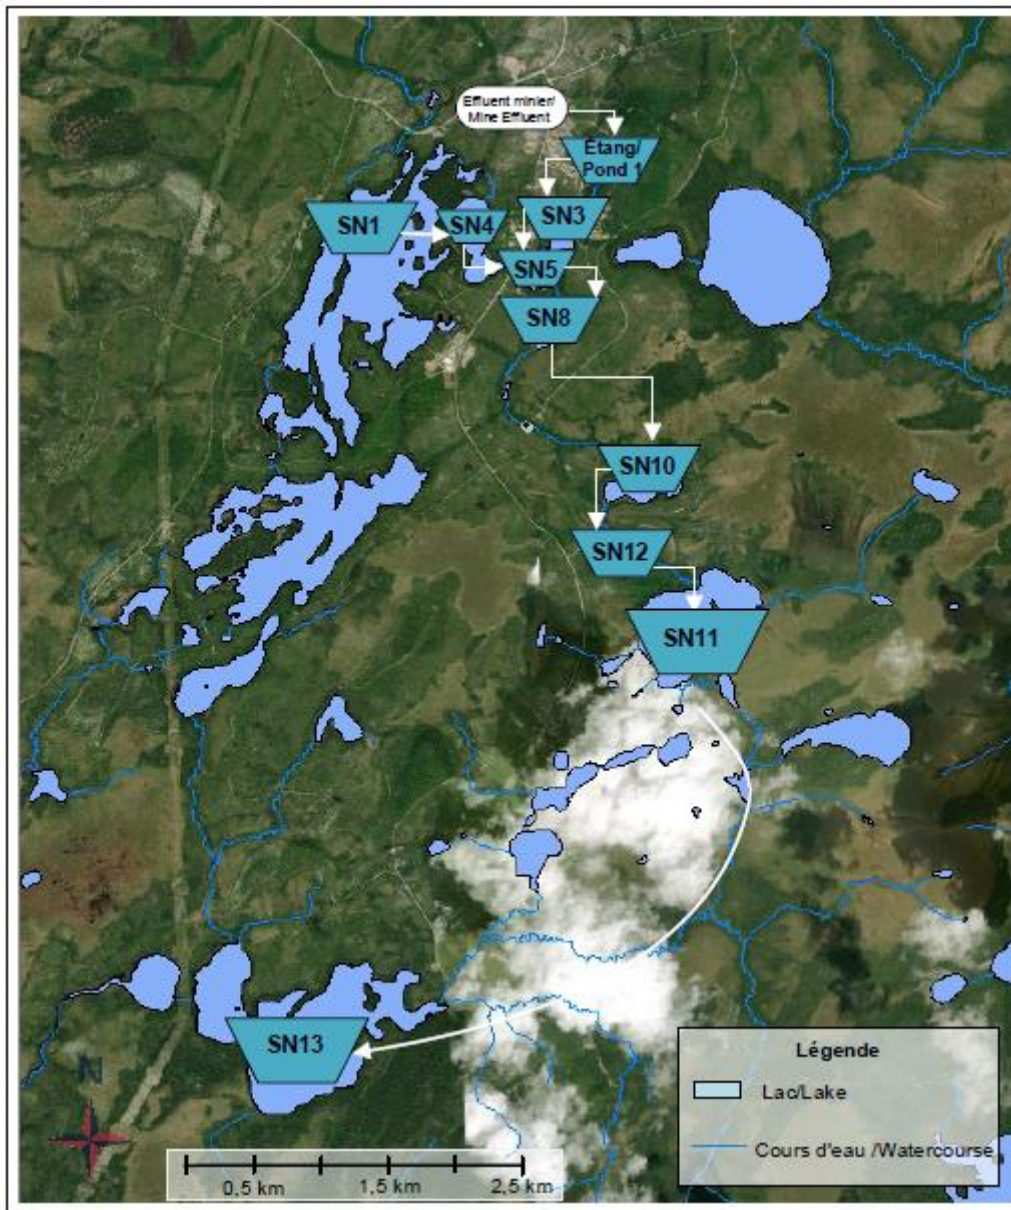 Effluent minier/
Mine Effluent
Étang/
Pond 1
SN1
SN4
SN3
SN5
SN8
SN10
SN12
SN11
SN13
N
Légende
Lac/Lake
Cours d'eau /Watercourse
0,5 km
1,5 km
2,5 km